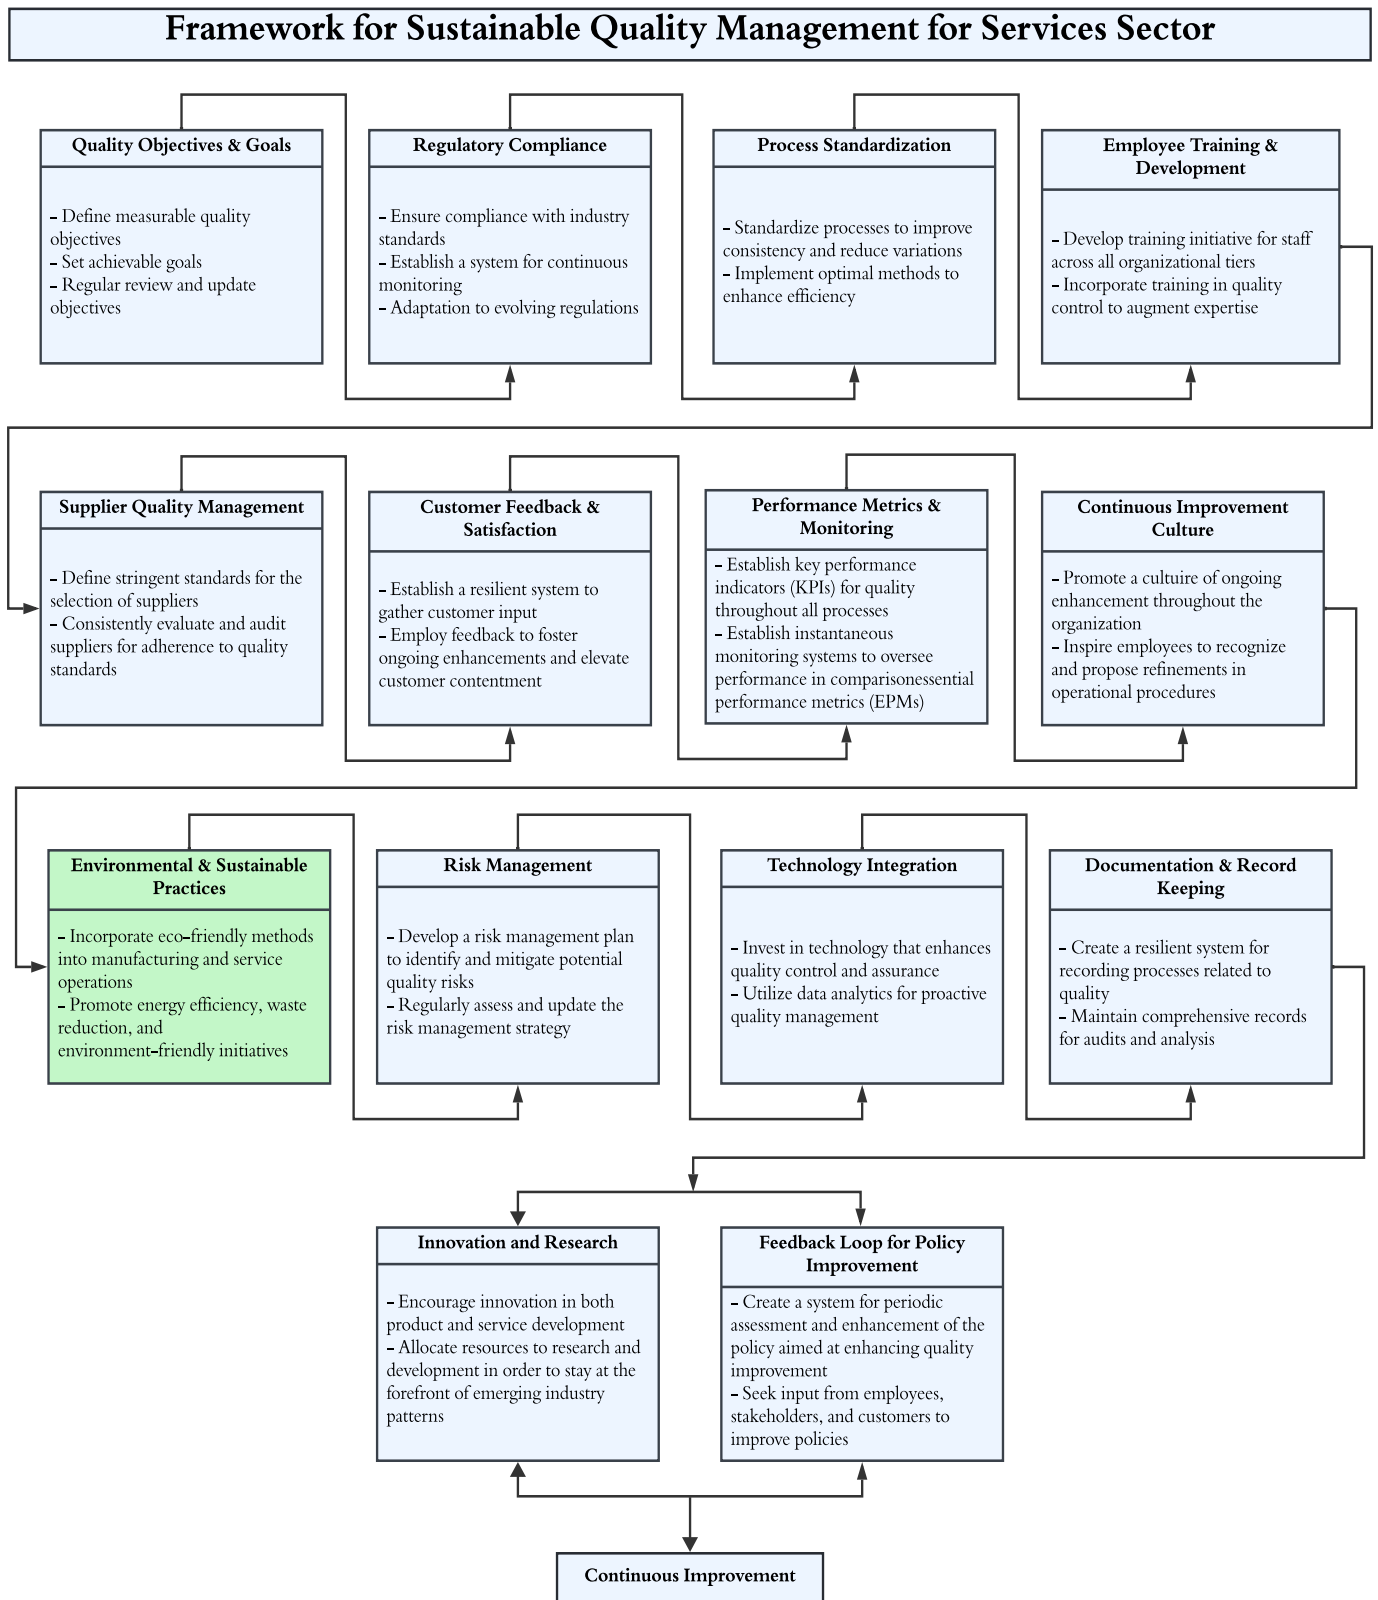 Framework for Sustainable Quality Management for Services Sector
Quality Objectives & Goals
– Define measurable quality
objectives
– Set achievable goals
– Regular review and update
objectives
Regulatory Compliance
– Ensure compliance with industry
standards
– Establish a system for continuous
monitoring
– Adaptation to evolving regulations
Process Standardization
– Standardize processes to improve
consistency and reduce variations
– Implement optimal methods to
enhance efficiency
Employee Training &
Development
– Develop training initiative for staff
across all organizational tiers
– Incorporate training in quality
control to augment expertise
Supplier Quality Management
– Define stringent standards for the
selection of suppliers
– Consistently evaluate and audit
suppliers for adherence to quality
standards
Customer Feedback &
Satisfaction
– Establish a resilient system to
gather customer input
– Employ feedback to foster
ongoing enhancements and elevate
customer contentment
Performance Metrics &
Monitoring
– Establish key performance
indicators (KPIs) for quality
throughout all processes
– Establish instantaneous
monitoring systems to oversee
performance in comparisonessential
performance metrics (EPMs)
Continuous Improvement
Culture
– Promote a cultuire of ongoing
enhancement throughout the
organization
– Inspire employees to recognize
and propose refinements in
operational procedures
Environmental & Sustainable
Practices
– Incorporate eco–friendly methods
into manufacturing and service
operations
– Promote energy efficiency, waste
reduction, and
environment–friendly initiatives
Risk Management
– Develop a risk management plan
to identify and mitigate potential
quality risks
– Regularly assess and update the
risk management strategy
Technology Integration
– Invest in technology that enhances
quality control and assurance
– Utilize data analytics for proactive
quality management
Documentation & Record
Keeping
– Create a resilient system for
recording processes related to
quality
– Maintain comprehensive records
for audits and analysis
Innovation and Research
– Encourage innovation in both
product and service development
– Allocate resources to research and
development in order to stay at the
forefront of emerging industry
patterns
Feedback Loop for Policy
Improvement
– Create a system for periodic
assessment and enhancement of the
policy aimed at enhancing quality
improvement
– Seek input from employees,
stakeholders, and customers to
improve policies
Continuous Improvement